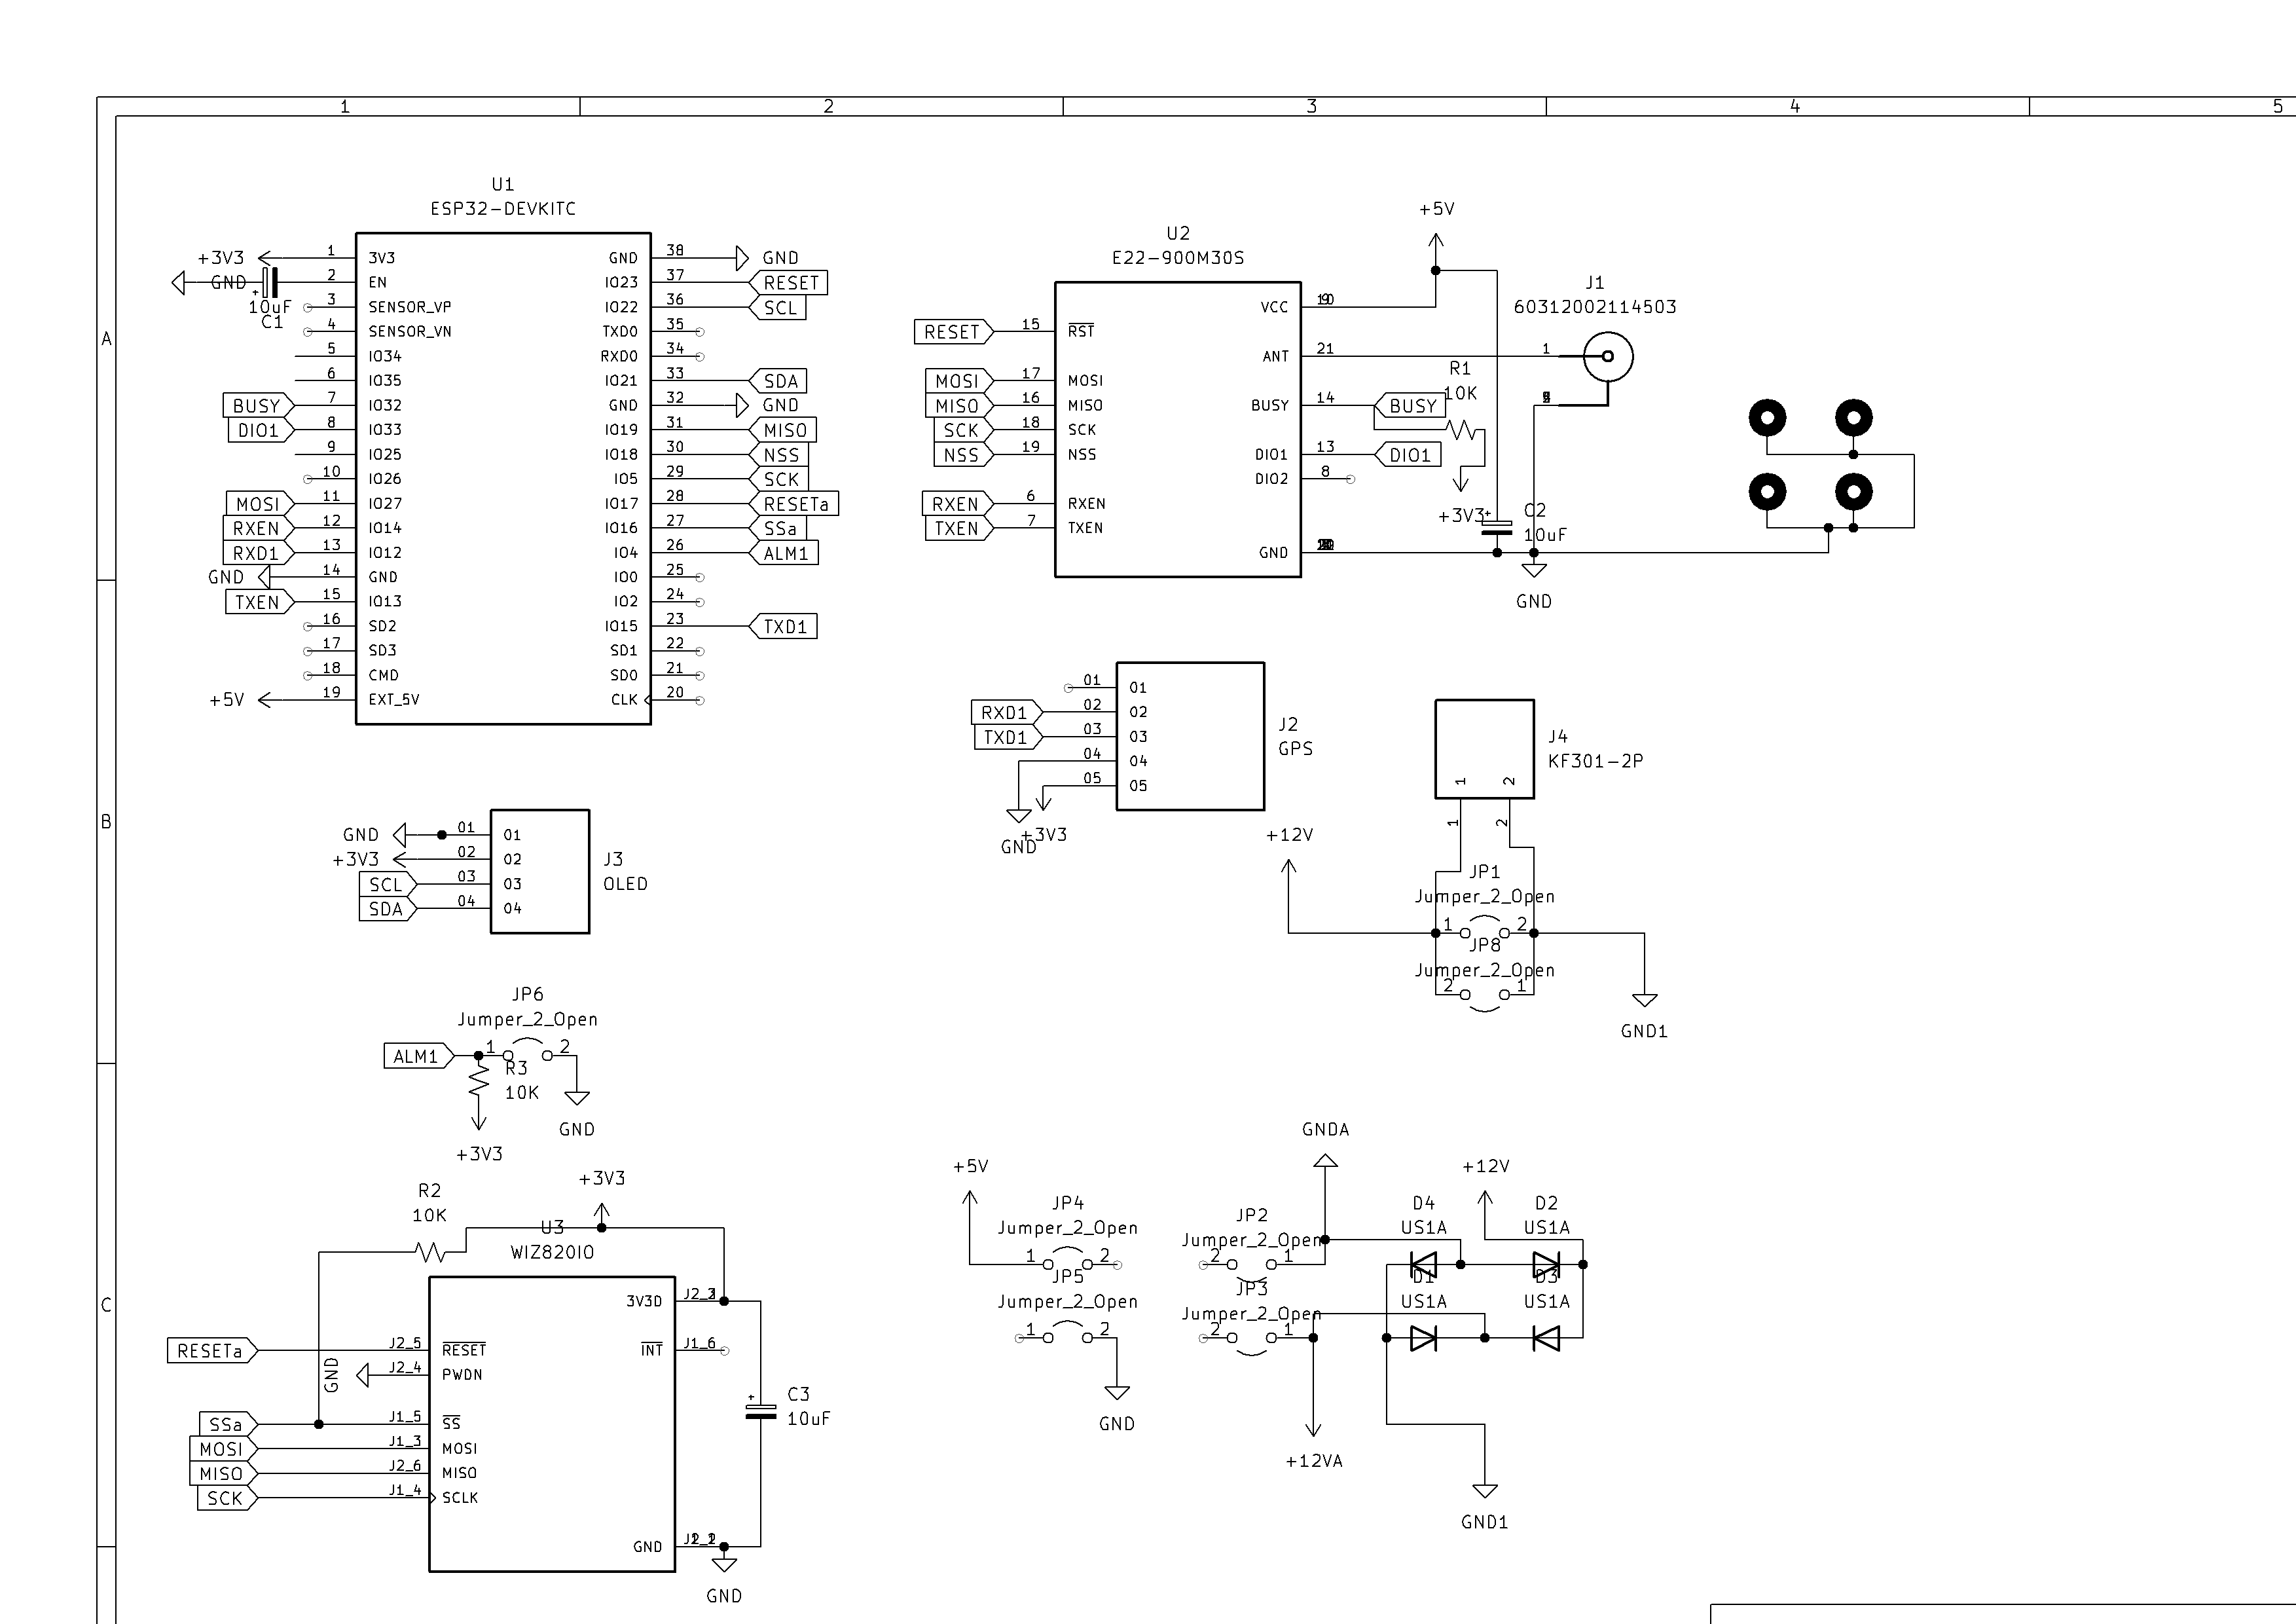 1 2 3 4 5
A
B
C
U1
ESP32-DEVKITC
+3V3 1 3V3
GND 2 EN
10uF
C1
3 SENSOR_VP
4 SENSOR_VN
5 IO34
6 IO35
BUSY 7 IO32
DIO1 8 IO33
9 IO25
10 IO26
MOSI 11 IO27
RXEN 12 IO14
RXD1 13 IO12
GND 14 GND
TXEN 15 IO13
16 SD2
17 SD3
18 CMD
+5V 19 EXT_5V
GND 38 GND
IO23 37 RESET
IO22 36 SCL
TXD0 35
RXD0 34
IO21 33 SDA
GND 32 GND
IO19 31 MISO
IO18 30 NSS
IO5 29 SCK
IO17 28 RESETa
IO16 27 SSa
IO4 26 ALM1
IO0 25
IO2 24
IO15 23 TXD1
SD1 22
SD0 21
CLK 20
U2
E22-900M30S
RESET 15 RST
MOSI 17 MOSI
MISO 16 MISO
SCK 18 SCK
NSS 19 NSS
RXEN 6 RXEN
TXEN 7 TXEN
VCC
ANT 21
BUSY 14 BUSY
DIO1 13 DIO1
DIO2 8
GND
+5V
R1
10K
+3V3
C2
10uF
GND
J1
60312002114503
1
01 01
RXD1 02 02
TXD1 03 03
04 04
05 05
J2
GPS
GND
+3V3
J4
KF301-2P
1 2
1 2
+12V
JP1
Jumper_2_Open
1 2
JP8
Jumper_2_Open
2 1
GND1
GND 01 01
+3V3 02 02
SCL 03 03
SDA 04 04
J3
OLED
JP6
Jumper_2_Open
ALM1 1 2
R3
10K
+3V3
GND
R2
10K
+3V3
U3
WIZ820IO
RESETa J2_5 RESET
GND J2_4 PWDN
SSa J1_5 SS
MOSI J1_3 MOSI
MISO J2_6 MISO
SCK J1_4 SCLK
3V3D
INT J1_6
GND
C3
10uF
GND
+5V
JP4
Jumper_2_Open
1 2
JP5
Jumper_2_Open
1 2
GND
GNDA
JP2
Jumper_2_Open
2 1
JP3
Jumper_2_Open
2 1
+12VA
+12V
D4
US1A
D2
US1A
D1
US1A
D3
US1A
GND1